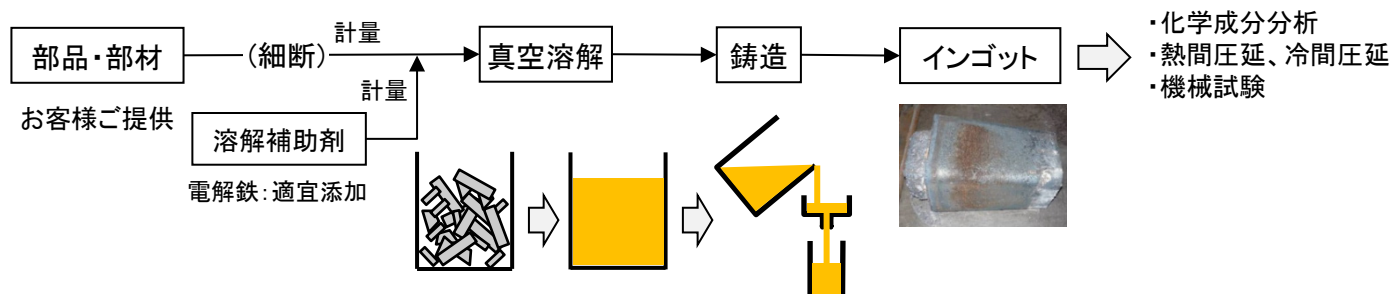 部品・部材
(細断)
計量
真空溶解
鋳造
インゴット
・化学成分分析
・熱間圧延、冷間圧延
・機械試験
お客様ご提供
計量
溶解補助剤
電解鉄：適宜添加